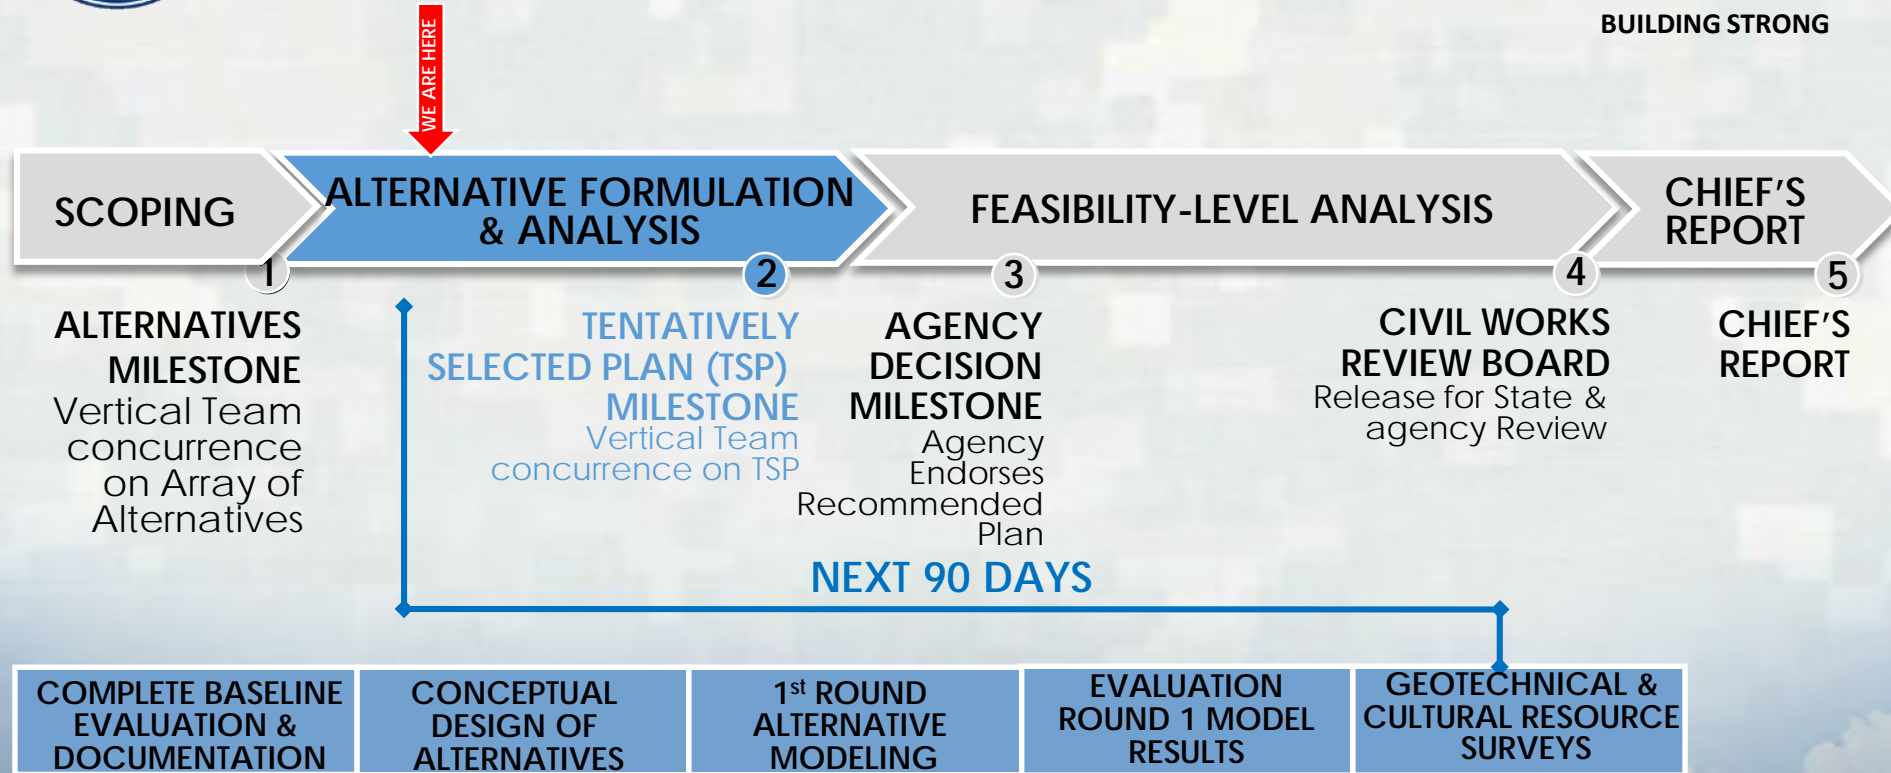 BUILDING STRONG
WE ARE HERE
SCOPING
ALTERNATIVE FORMULATION
& ANALYSIS
FEASIBILITY-LEVEL ANALYSIS
CHIEF'S
REPORT
1
2
3
4
5
ALTERNATIVES
MILESTONE
Vertical Team
concurrence
on Array of
Alternatives
TENTATIVELY
SELECTED PLAN (TSP)
MILESTONE
Vertical Team
concurrence on TSP
AGENCY
DECISION
MILESTONE
Agency
Endorses
Recommended
Plan
CIVIL WORKS
REVIEW BOARD
Release for State &
agency Review
CHIEF'S
REPORT
NEXT 90 DAYS
COMPLETE BASELINE
EVALUATION &
DOCUMENTATION
CONCEPTUAL
DESIGN OF
ALTERNATIVES
1st ROUND
ALTERNATIVE
MODELING
EVALUATION
ROUND 1 MODEL
RESULTS
GEOTECHNICAL &
CULTURAL RESOURCE
SURVEYS